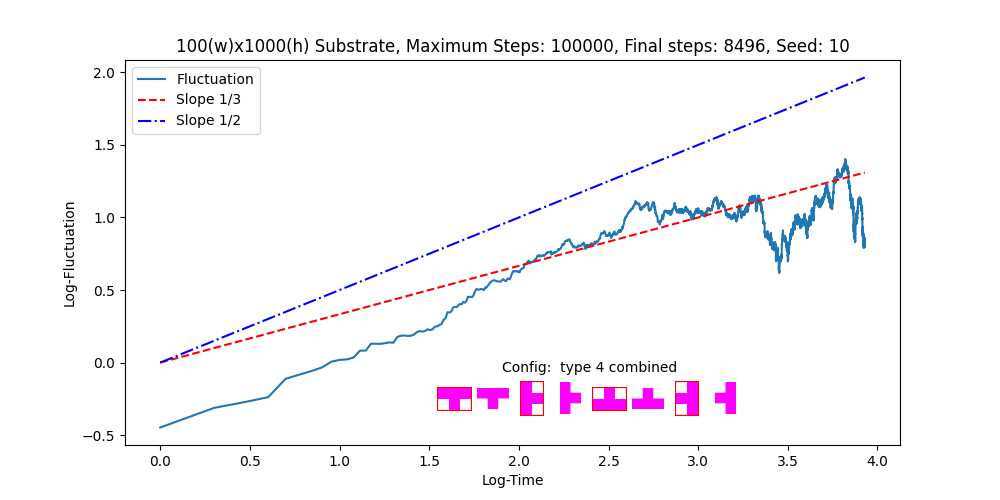 100(w)x1000(h) Substrate, Maximum Steps: 100000, Final steps: 8496, Seed: 10
Fluctuation
Slope 1/3
Slope 1/2
2.0
1.5
1.0
0.5
0.0
−0.5
Log-Fluctuation
Config:  type 4 combined
0.0 0.5 1.0 1.5 2.0 2.5 3.0 3.5 4.0
Log-Time